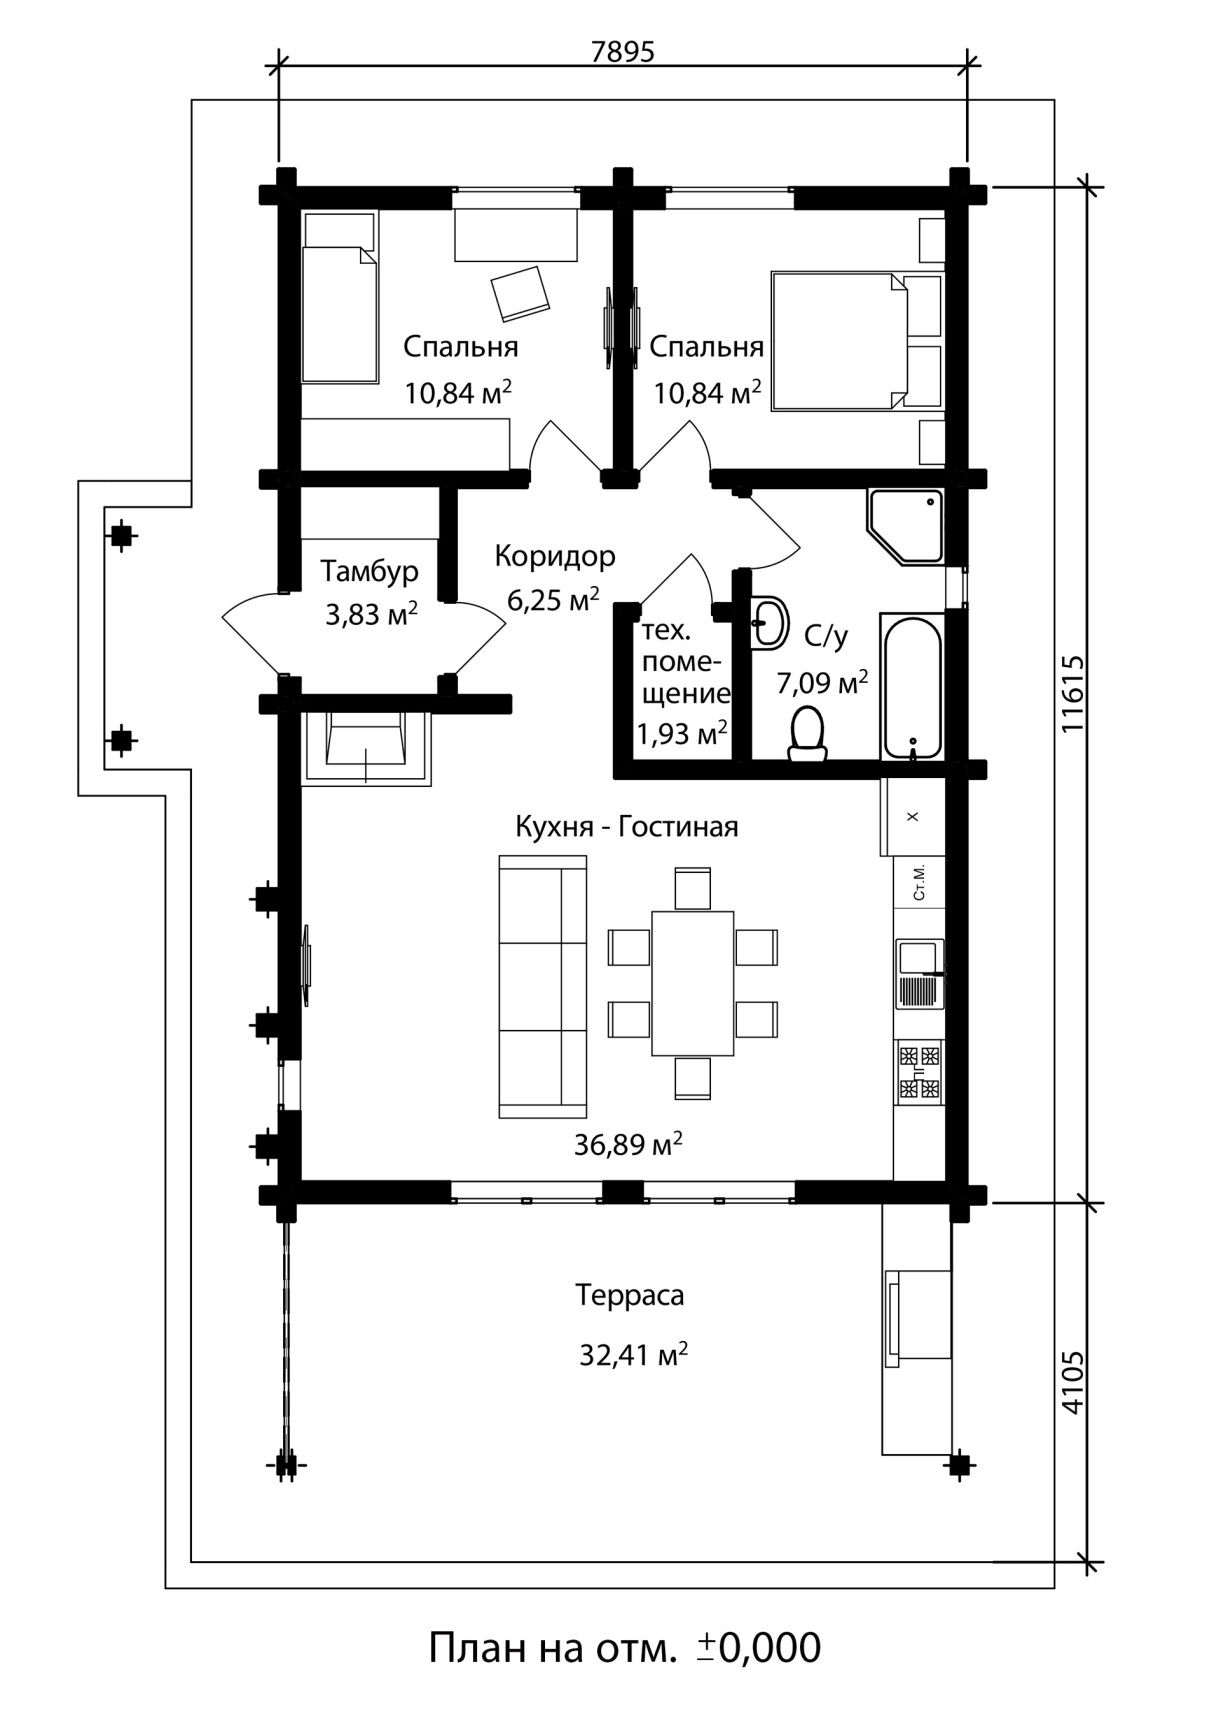 7895
Спальня
10,84 м²
Спальня
10,84 м²
Тамбур
3,83 м²
Коридор
6,25 м²
тех.
поме-
щение
1,93 м²
С/у
7,09 м²
11615
Кухня - Гостиная
Х
Ст.М.
ПГ
36,89 м²
Терраса
32,41 м²
4105
План на отм. ±0,000